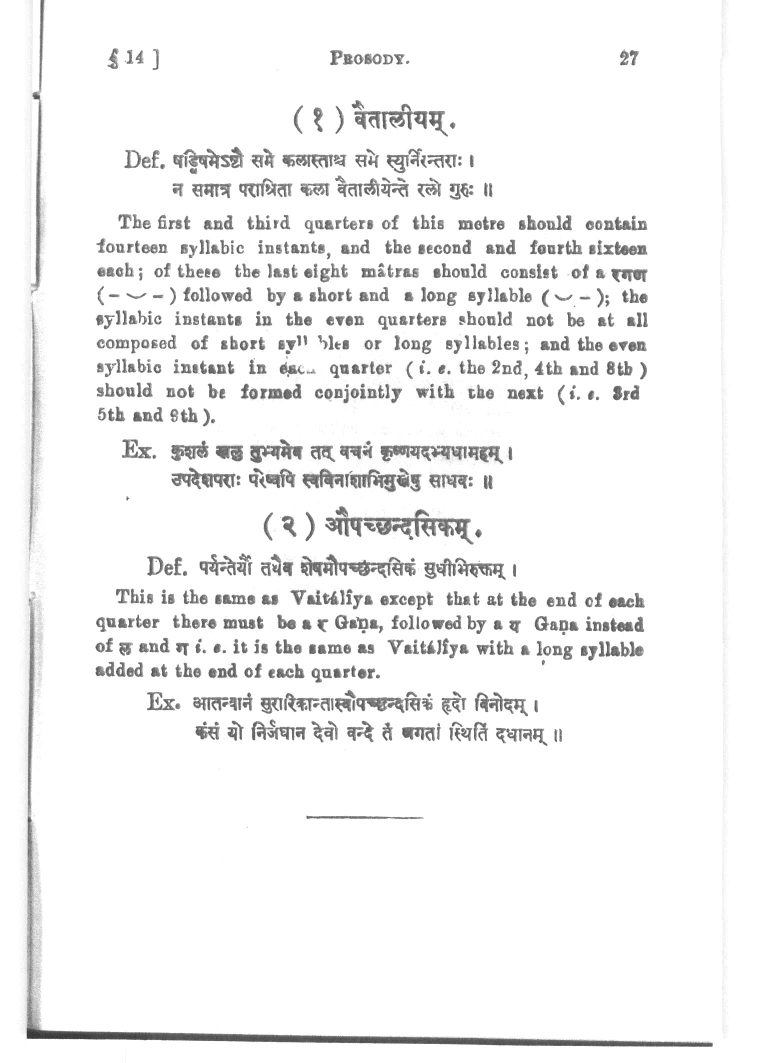 § 14 ] PROSODY. 27
( १ ) वैतालीयम् .
Def. षड्विषमेऽष्टौ समे कलास्ताश्च समे स्युर्निरन्तराः ।
न समात्र पराश्रिता कला वैतालीयेन्ते रलो गुरुः ॥
The first and third quarters of this metre should contain
fourteen syllabic instants, and the second and fourth sixteen
each ; of these the last eight mâtras should consist of a रगण
( – ⏑ – ) followed by a short and a long syllable ( ⏑ – ); the
syllabic instants in the even quarters should not be at all
composed of short or long syllables ; and the even
syllabic instant in quarter ( i. e. the 2nd, 4th and 8th )
should not be formed conjointly with the next ( i. e. 3rd
5th and 9th ).
Ex. कुशलं खलु तुभ्यमेव तत् वचनं कृष्णयदभ्यधामहम् ।
उपदेशपराः परेष्वपि स्वविनाशाभिमुखेषु साधवः ॥
( २ ) औपच्छन्दसिकम् .
Def. पर्यन्तेर्यौ तथैव शेषमौपच्छन्दसिकं सुधीभिरुक्तम् ।
This is the same as Vaitálîya except that at the end of each
quarter there must be a र Gaṇa, followed by a य Gaṇa instead
of ल and ग i. e. it is the same as Vaitálîya with a long syllable
added at the end of each quarter.
Ex. आतन्वानं सुरारिकान्तास्वौपच्छन्दसिकं हृदो विनोदम् ।
कंसं यो निर्जघान देवो वन्दे तं जगतां स्थितिं दधानम् ॥